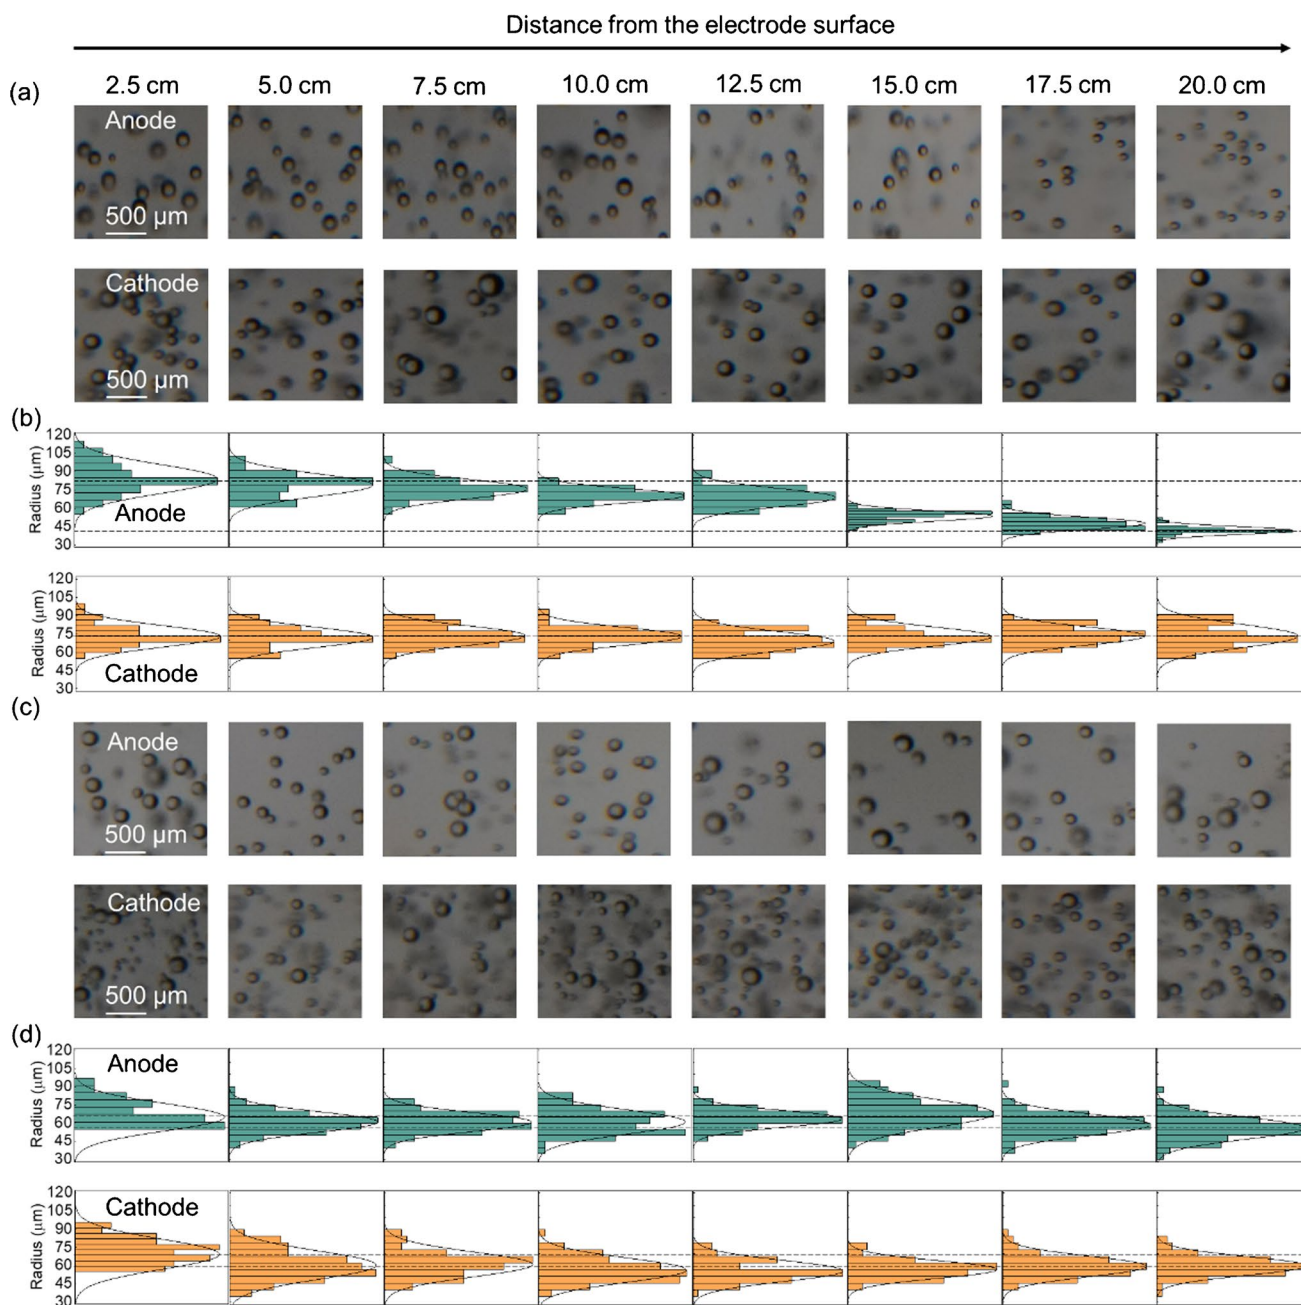 Distance from the electrode surface
2.5 cm 5.0 cm 7.5 cm 10.0 cm 12.5 cm 15.0 cm 17.5 cm 20.0 cm
(a)
Anode
500 μm
Cathode
500 μm
(b)
Radius (μm)
120
105
90
75
60
45
30
Anode
Radius (μm)
120
90
75
60
45
30
Cathode
(c)
Anode
500 μm
Cathode
500 μm
(d)
Radius (μm)
120
105
90
75
60
45
30
Anode
Radius (μm)
120
105
90
75
60
45
30
Cathode